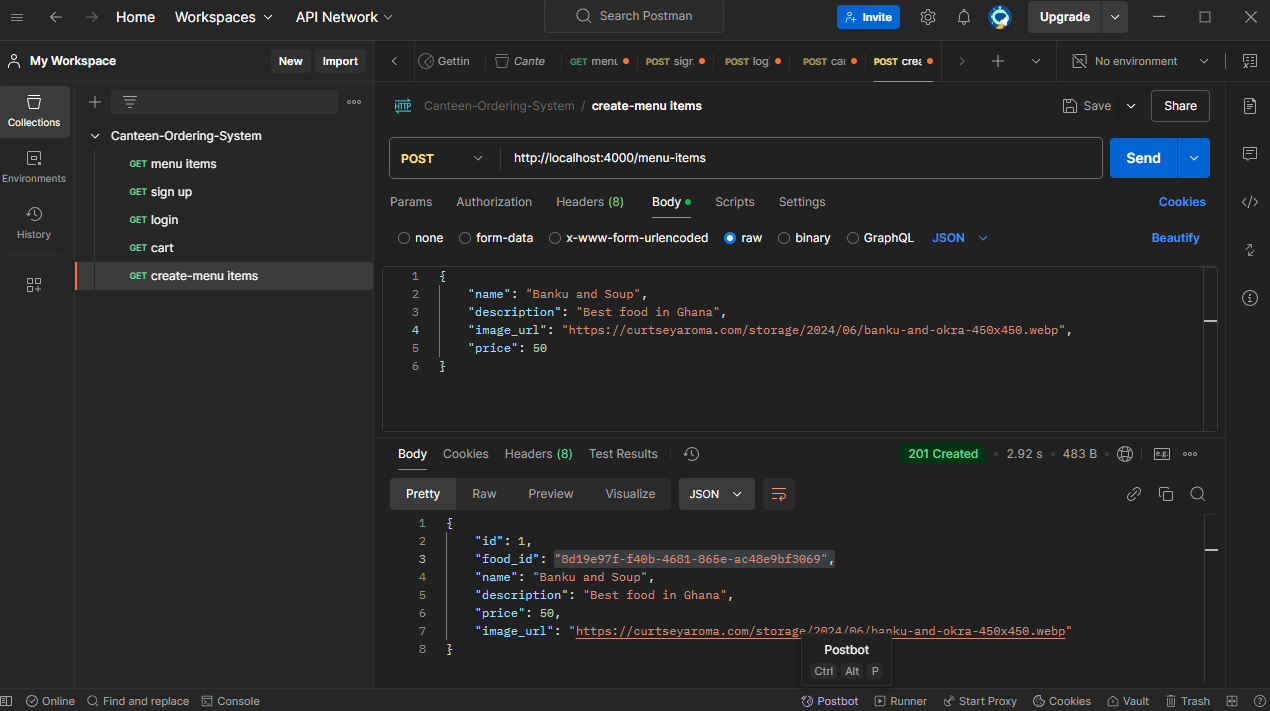 Home Workspaces API Network Search Postman Invite Upgrade
My Workspace New Import Gettin Cante GET menu POST sign POST log POST car POST crea No environment
Collections
Environments
History
Canteen-Ordering-System
GET menu items
GET sign up
GET login
GET cart
GET create-menu items
HTTP Canteen-Ordering-System / create-menu items Save Share
POST http://localhost:4000/menu-items Send
Params Authorization Headers (8) Body Scripts Settings Cookies
none form-data x-www-form-urlencoded raw binary GraphQL JSON Beautify
1 {
2 "name": "Banku and Soup",
3 "description": "Best food in Ghana",
4 "image_url": "https://curtseyaroma.com/storage/2024/06/banku-and-okra-450x450.webp",
5 "price": 50
6 }
Body Cookies Headers (8) Test Results 201 Created 2.92 s 483 B e.g.
Pretty Raw Preview Visualize JSON
1 {
2 "id": 1,
3 "food_id": "8d19e97f-f40b-4681-865e-ac48e9bf3069",
4 "name": "Banku and Soup",
5 "description": "Best food in Ghana",
6 "price": 50,
7 "image_url": "https://curtseyaroma.com/storage/2024/06/banku-and-okra-450x450.webp"
8 }
Postbot
Ctrl Alt P
Online Find and replace Console Postbot Runner Start Proxy Cookies Vault Trash